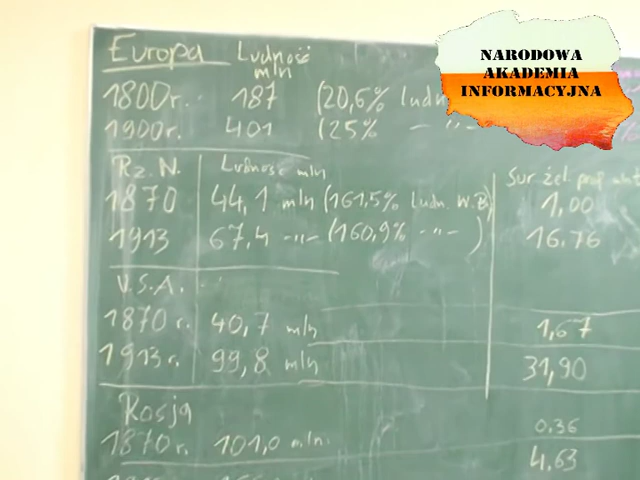 NARODOWA
AKADEMIA
INFORMACYJNA
Europa Ludność
mln
1800r. 187 (20,6% ludn
1900r. 401 (25% — " —
Rz. N. Ludność mln Sur żel
1870 44,1 mln (161,5% ludn. W.B) 1,00
1913 67,4 —"— (160,9% —"—) 16.76
U.S.A.
1870 r. 40,7 mln 1,67
1913 r. 99,8 mln 31,90
Rosja
1870 r. 101,0 mln. 0.36
4,63